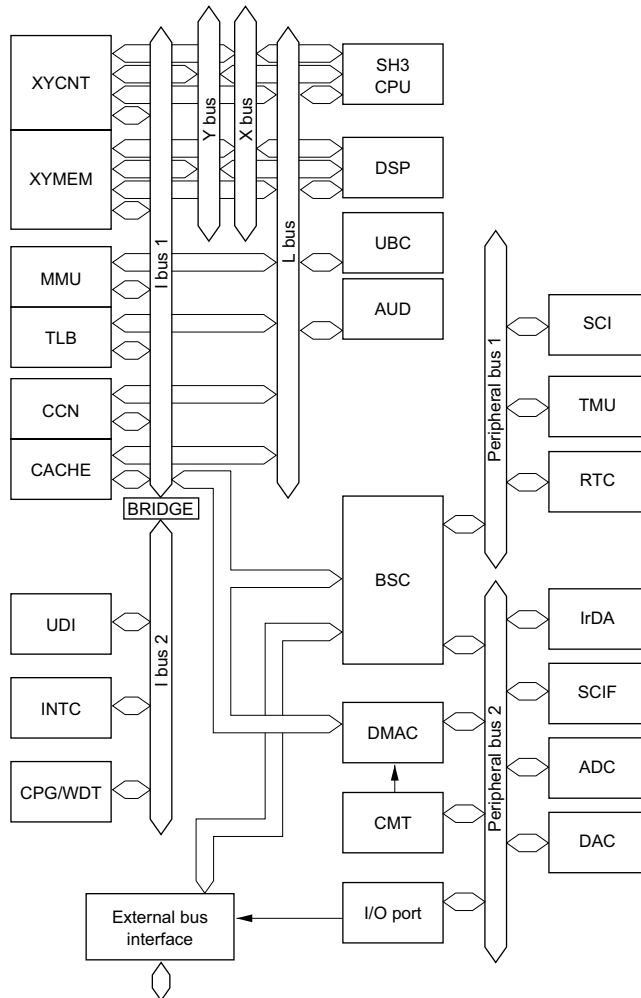 XYCNT
XYMEM
MMU
TLB
CCN
CACHE
I bus 1
Y bus
X bus
L bus
SH3
CPU
DSP
UBC
AUD
BRIDGE
UDI
INTC
CPG/WDT
I bus 2
BSC
DMAC
CMT
I/O port
External bus
interface
Peripheral bus 1
SCI
TMU
RTC
Peripheral bus 2
IrDA
SCIF
ADC
DAC